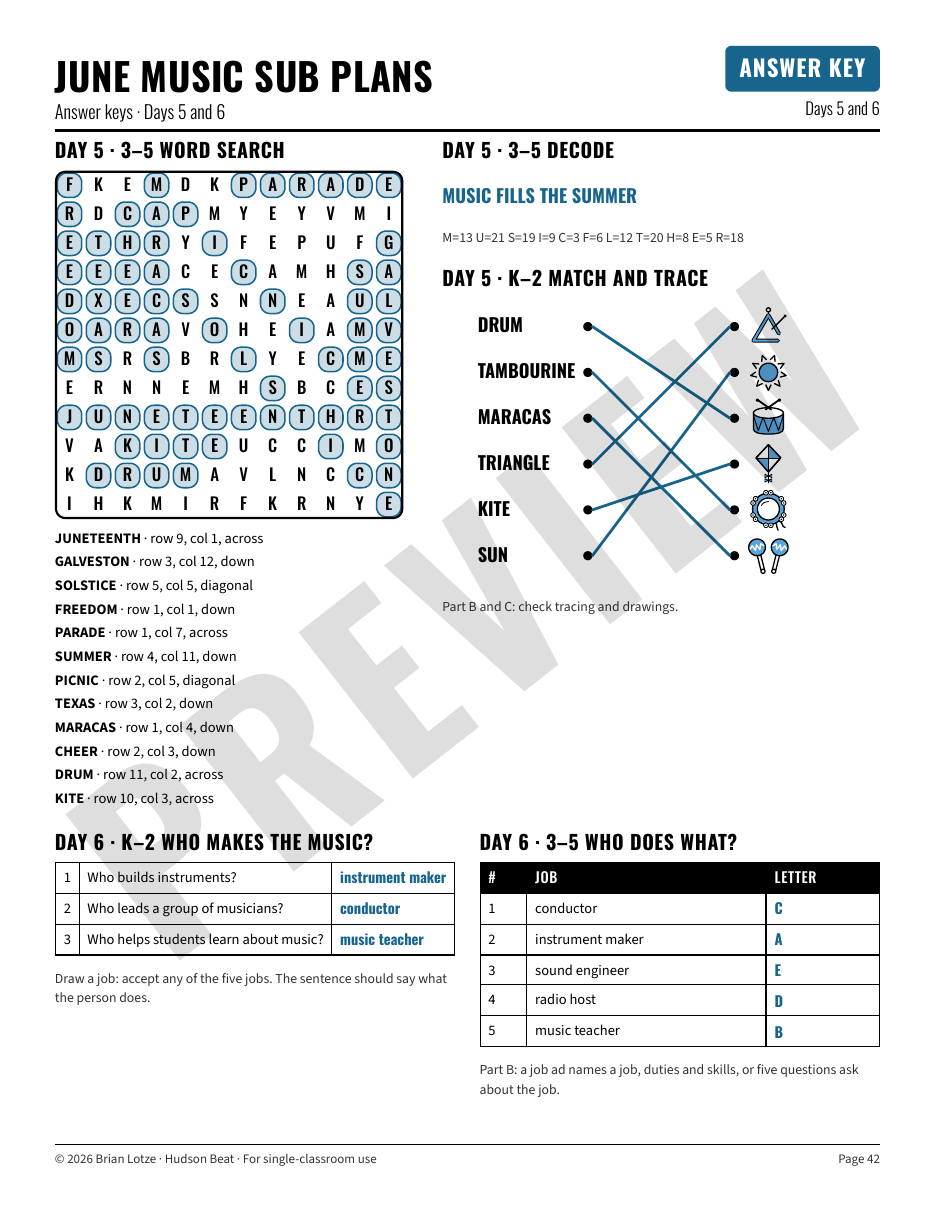 JUNE MUSIC SUB PLANS
Answer keys · Days 5 and 6
ANSWER KEY
Days 5 and 6
DAY 5 · 3–5 WORD SEARCH
F K E M D K P A R A D E
R D C A P M Y E Y V M I
E T H R Y I F E P U F G
E E E A C E C A M H S A
D X E C S S N N E A U L
O A R A V O H E I A M V
M S R S B R L Y E C M E
E R N N E M H S B C E S
J U N E T E E N T H R T
V A K I T E U C C I M O
K D R U M A V L N C C N
I H K M I R F K R N Y E
JUNETEENTH · row 9, col 1, across
GALVESTON · row 3, col 12, down
SOLSTICE · row 5, col 5, diagonal
FREEDOM · row 1, col 1, down
PARADE · row 1, col 7, across
SUMMER · row 4, col 11, down
PICNIC · row 2, col 5, diagonal
TEXAS · row 3, col 2, down
MARACAS · row 1, col 4, down
CHEER · row 2, col 3, down
DRUM · row 11, col 2, across
KITE · row 10, col 3, across
DAY 5 · 3–5 DECODE
MUSIC FILLS THE SUMMER
M=13 U=21 S=19 I=9 C=3 F=6 L=12 T=20 H=8 E=5 R=18
DAY 5 · K–2 MATCH AND TRACE
DRUM
TAMBOURINE
MARACAS
TRIANGLE
KITE
SUN
Part B and C: check tracing and drawings.
DAY 6 · K–2 WHO MAKES THE MUSIC?
1 Who builds instruments? instrument maker
2 Who leads a group of musicians? conductor
3 Who helps students learn about music? music teacher
Draw a job: accept any of the five jobs. The sentence should say what
the person does.
DAY 6 · 3–5 WHO DOES WHAT?
# JOB LETTER
1 conductor C
2 instrument maker A
3 sound engineer E
4 radio host D
5 music teacher B
Part B: a job ad names a job, duties and skills, or five questions ask
about the job.
PREVIEW
© 2026 Brian Lotze · Hudson Beat · For single-classroom use
Page 42